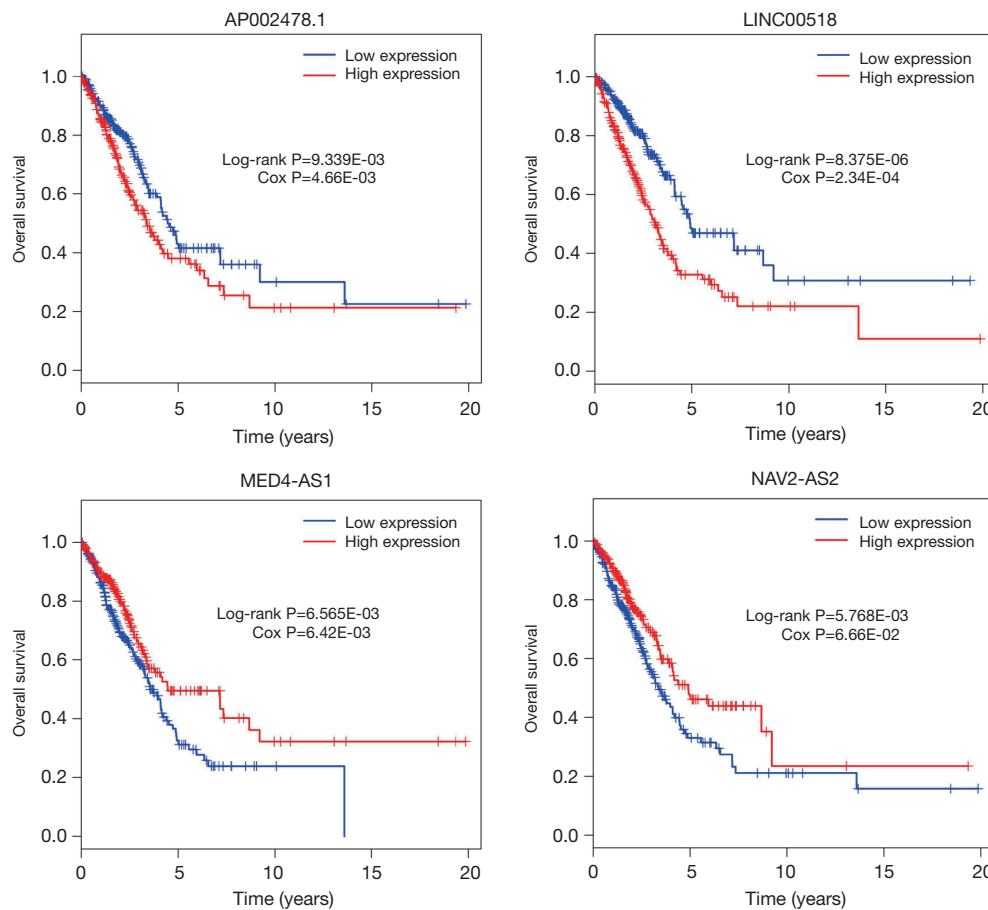 AP002478.1
Low expression
High expression
Log-rank P=9.339E-03
Cox P=4.66E-03
Overall survival
1.0
0.8
0.6
0.4
0.2
0.0
0 5 10 15 20
Time (years)
LINC00518
Low expression
High expression
Log-rank P=8.375E-06
Cox P=2.34E-04
Overall survival
1.0
0.8
0.6
0.4
0.2
0.0
0 5 10 15 20
Time (years)
MED4-AS1
Low expression
High expression
Log-rank P=6.565E-03
Cox P=6.42E-03
Overall survival
1.0
0.8
0.6
0.4
0.2
0.0
0 5 10 15 20
Time (years)
NAV2-AS2
Low expression
High expression
Log-rank P=5.768E-03
Cox P=6.66E-02
Overall survival
1.0
0.8
0.6
0.4
0.2
0.0
0 5 10 15 20
Time (years)